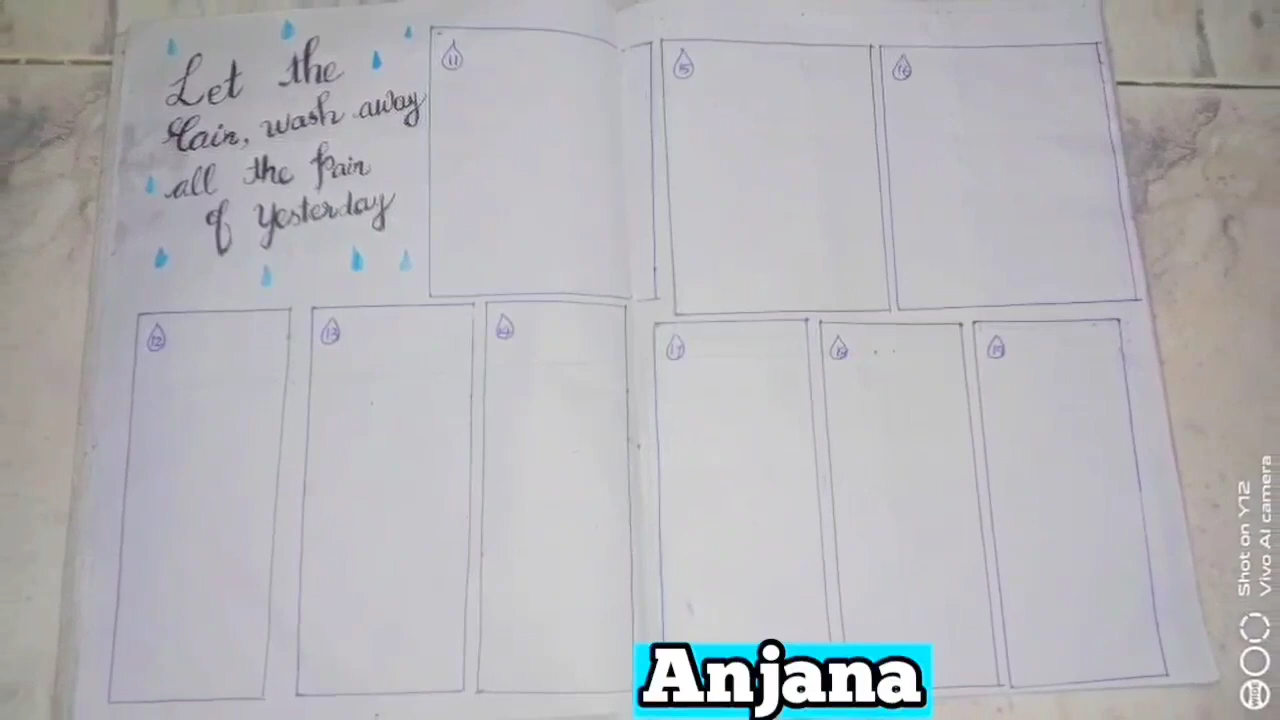 Let the
rain, wash away
all the pain
of Yesterday
11
15
16
12
13
14
17
18
19
Anjana
Shot on Y12
Vivo AI camera
WIDE